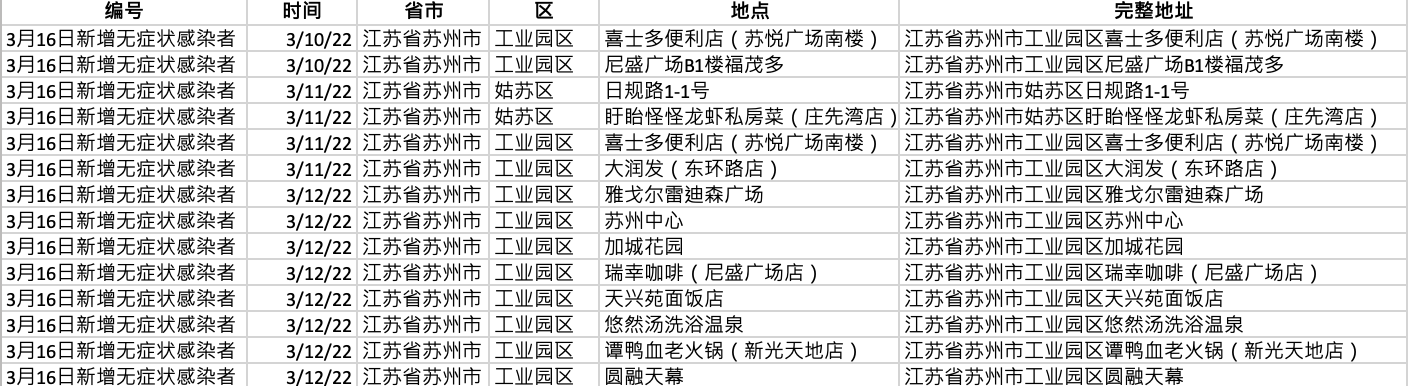 编号 时间 省市 区 地点 完整地址
3月16日新增无症状感染者 3/10/22 江苏省苏州市 工业园区 喜士多便利店（苏悦广场南楼） 江苏省苏州市工业园区喜士多便利店（苏悦广场南楼）
3月16日新增无症状感染者 3/10/22 江苏省苏州市 工业园区 尼盛广场B1楼福茂多 江苏省苏州市工业园区尼盛广场B1楼福茂多
3月16日新增无症状感染者 3/11/22 江苏省苏州市 姑苏区 日规路1-1号 江苏省苏州市姑苏区日规路1-1号
3月16日新增无症状感染者 3/11/22 江苏省苏州市 姑苏区 盱眙怪怪龙虾私房菜（庄先湾店） 江苏省苏州市姑苏区盱眙怪怪龙虾私房菜（庄先湾店）
3月16日新增无症状感染者 3/11/22 江苏省苏州市 工业园区 喜士多便利店（苏悦广场南楼） 江苏省苏州市工业园区喜士多便利店（苏悦广场南楼）
3月16日新增无症状感染者 3/11/22 江苏省苏州市 工业园区 大润发（东环路店） 江苏省苏州市工业园区大润发（东环路店）
3月16日新增无症状感染者 3/12/22 江苏省苏州市 工业园区 雅戈尔雷迪森广场 江苏省苏州市工业园区雅戈尔雷迪森广场
3月16日新增无症状感染者 3/12/22 江苏省苏州市 工业园区 苏州中心 江苏省苏州市工业园区苏州中心
3月16日新增无症状感染者 3/12/22 江苏省苏州市 工业园区 加城花园 江苏省苏州市工业园区加城花园
3月16日新增无症状感染者 3/12/22 江苏省苏州市 工业园区 瑞幸咖啡（尼盛广场店） 江苏省苏州市工业园区瑞幸咖啡（尼盛广场店）
3月16日新增无症状感染者 3/12/22 江苏省苏州市 工业园区 天兴苑面饭店 江苏省苏州市工业园区天兴苑面饭店
3月16日新增无症状感染者 3/12/22 江苏省苏州市 工业园区 悠然汤洗浴温泉 江苏省苏州市工业园区悠然汤洗浴温泉
3月16日新增无症状感染者 3/12/22 江苏省苏州市 工业园区 谭鸭血老火锅（新光天地店） 江苏省苏州市工业园区谭鸭血老火锅（新光天地店）
3月16日新增无症状感染者 3/12/22 江苏省苏州市 工业园区 圆融天幕 江苏省苏州市工业园区圆融天幕